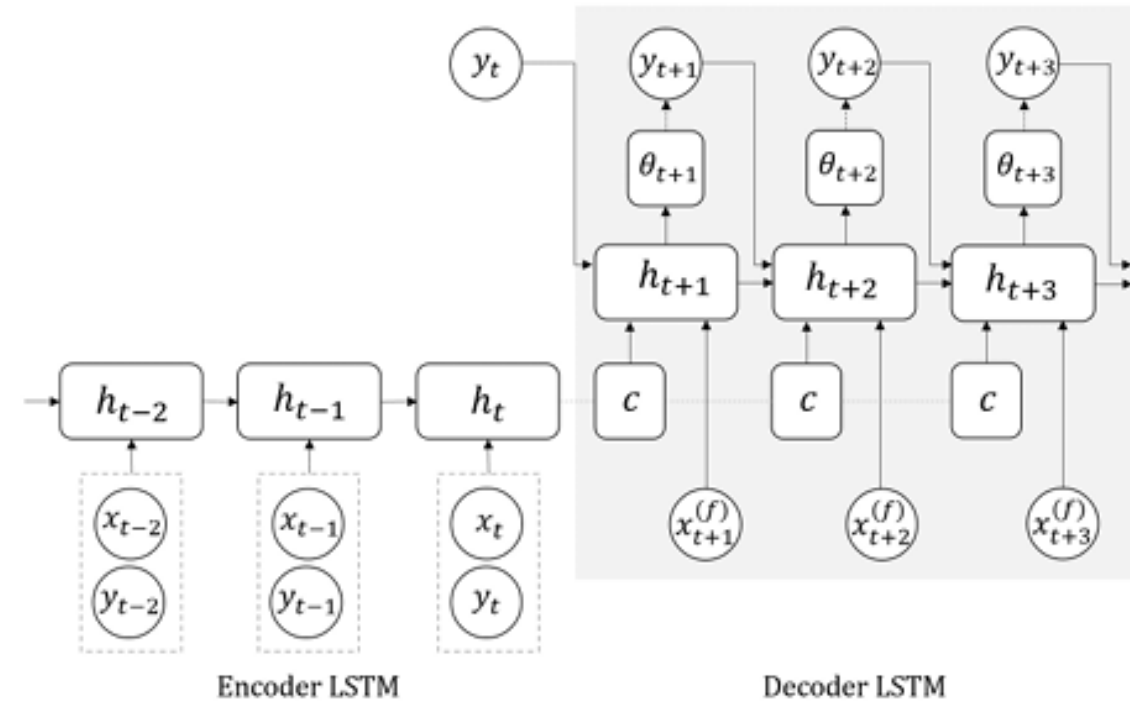 y_t y_{t+1} y_{t+2} y_{t+3}
θ_{t+1} θ_{t+2} θ_{t+3}
h_{t+1} h_{t+2} h_{t+3}
h_{t−2} h_{t−1} h_t c c c
x_{t−2} x_{t−1} x_t x_{t+1}^{(f)} x_{t+2}^{(f)} x_{t+3}^{(f)}
y_{t−2} y_{t−1} y_t
Encoder LSTM Decoder LSTM